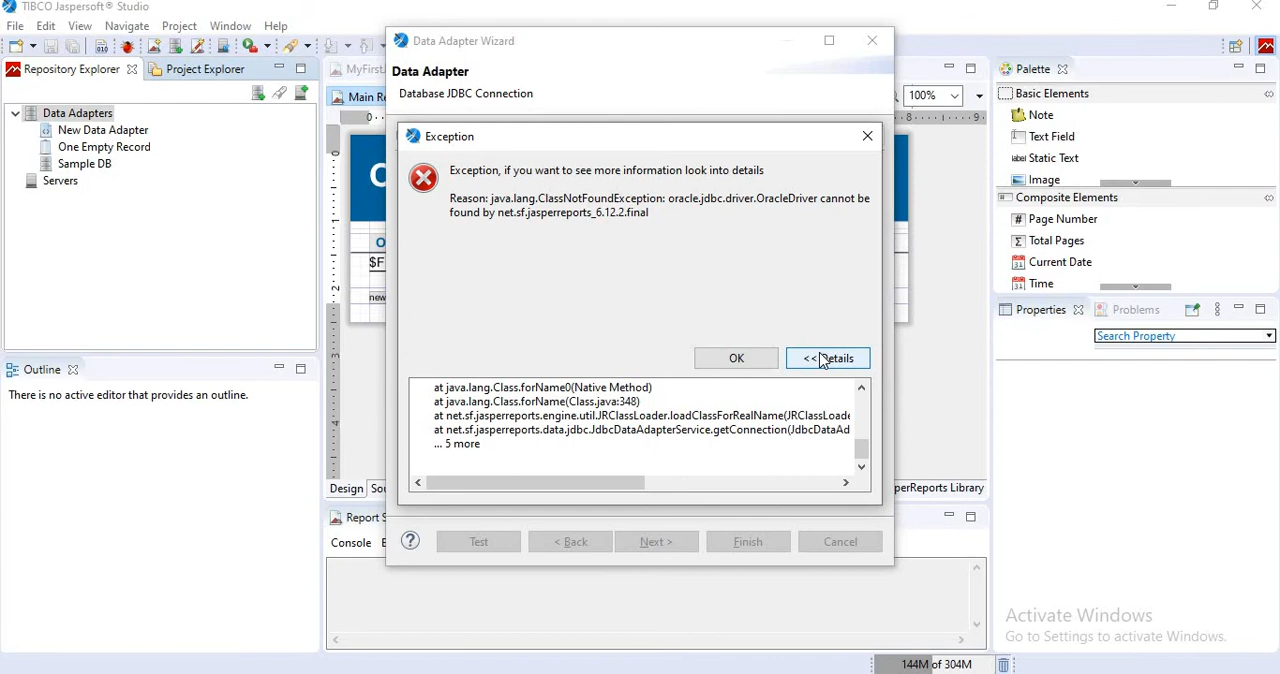 TIBCO Jaspersoft® Studio
File Edit View Navigate Project Window Help
Repository Explorer
Project Explorer
Data Adapters
New Data Adapter
One Empty Record
Sample DB
Servers
Outline
There is no active editor that provides an outline.
MyFirst
Main Re
100%
Data Adapter Wizard
Data Adapter
Database JDBC Connection
Exception
Exception, if you want to see more information look into details
Reason: java.lang.ClassNotFoundException: oracle.jdbc.driver.OracleDriver cannot be
found by net.sf.jasperreports_6.12.2.final
OK
<< Details
at java.lang.Class.forName0(Native Method)
at java.lang.Class.forName(Class.java:348)
at net.sf.jasperreports.engine.util.JRClassLoader.loadClassForRealName(JRClassLoade
at net.sf.jasperreports.data.jdbc.JdbcDataAdapterService.getConnection(JdbcDataAd
... 5 more
Test
< Back
Next >
Finish
Cancel
O
$F
new
Design
Sou
perReports Library
Report S
Console
Palette
Basic Elements
Note
Text Field
Static Text
Image
Composite Elements
Page Number
Total Pages
Current Date
Time
Properties
Problems
Search Property
Activate Windows
Go to Settings to activate Windows.
144M of 304M